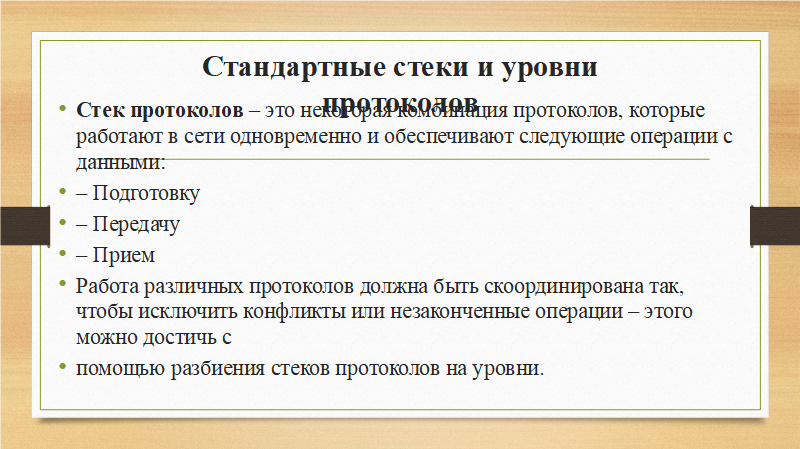 Стандартные стеки и уровни
протоколов
• Стек протоколов – это некоторая комбинация протоколов, которые
работают в сети одновременно и обеспечивают следующие операции с
данными:
• – Подготовку
• – Передачу
• – Прием
• Работа различных протоколов должна быть скоординирована так,
чтобы исключить конфликты или незаконченные операции – этого
можно достичь с
• помощью разбиения стеков протоколов на уровни.